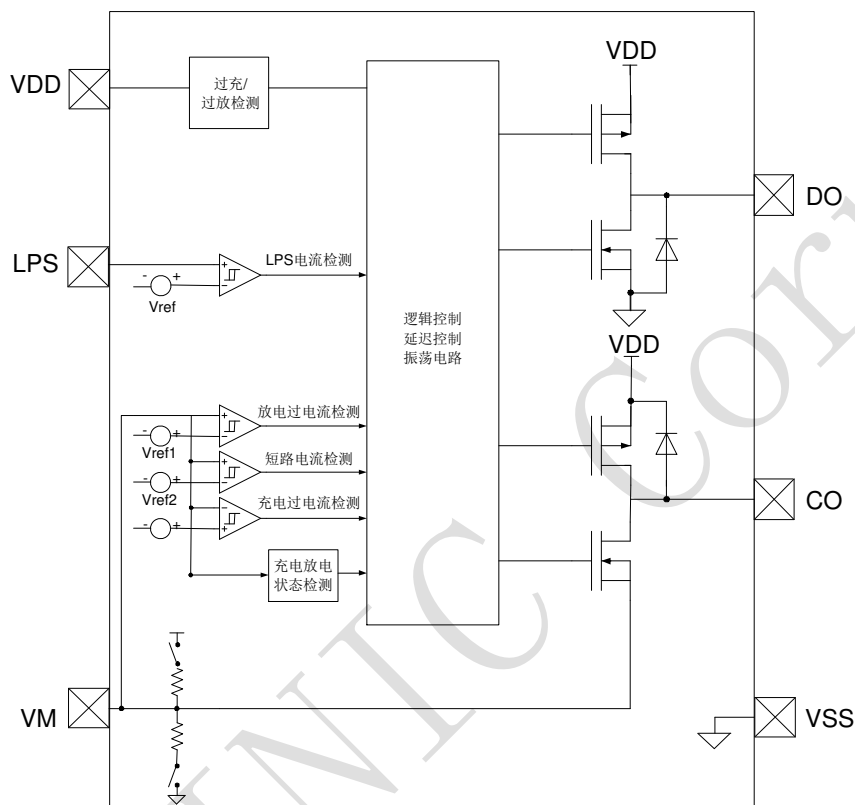 VDD
过充/
过放检测
VDD
DO
LPS
LPS电流检测
-
+
+
-
Vref
逻辑控制
延迟控制
振荡电路
VDD
放电过电流检测
-
+
+
-
Vref1
短路电流检测
+
-
-
+
Vref2
充电过电流检测
-
+
-
+
CO
充电放电
状态检测
VM
VSS
NIC Corp